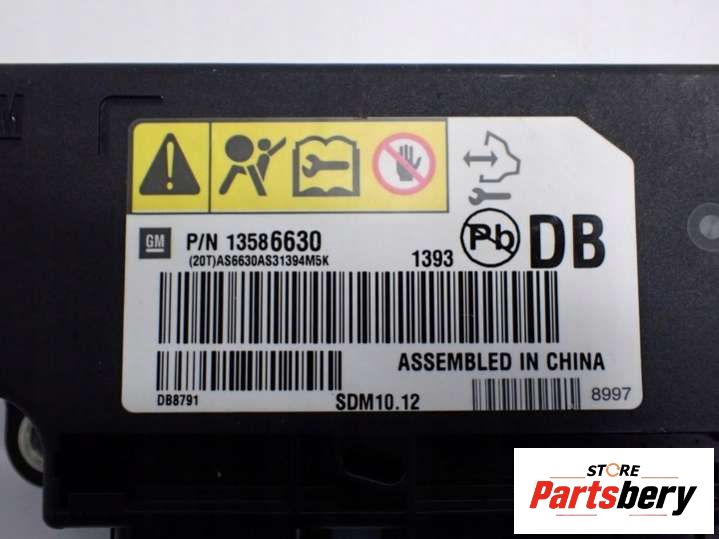 GM P/N 13586630
(20T)AS6630AS31394M5K
1393
Pb
DB
ASSEMBLED IN CHINA
DB8791
SDM10.12
8997
STORE
Partsbery